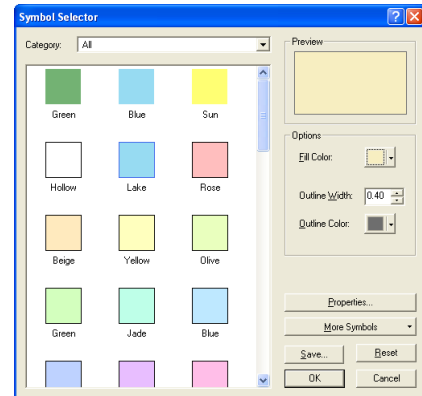 Symbol Selector
Category: All
Green Blue Sun
Hollow Lake Rose
Beige Yellow Olive
Green Jade Blue
Preview
Options
Fill Color:
Outline Width: 0.40
Outline Color:
Properties...
More Symbols
Save... Reset
OK Cancel